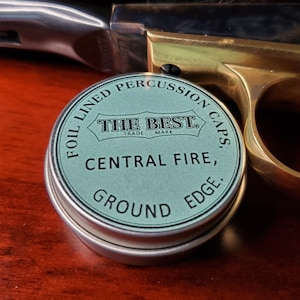 FOIL LINED PERCUSSION CAPS.
THE BEST.
TRADE MARK
CENTRAL FIRE,
GROUND EDGE.